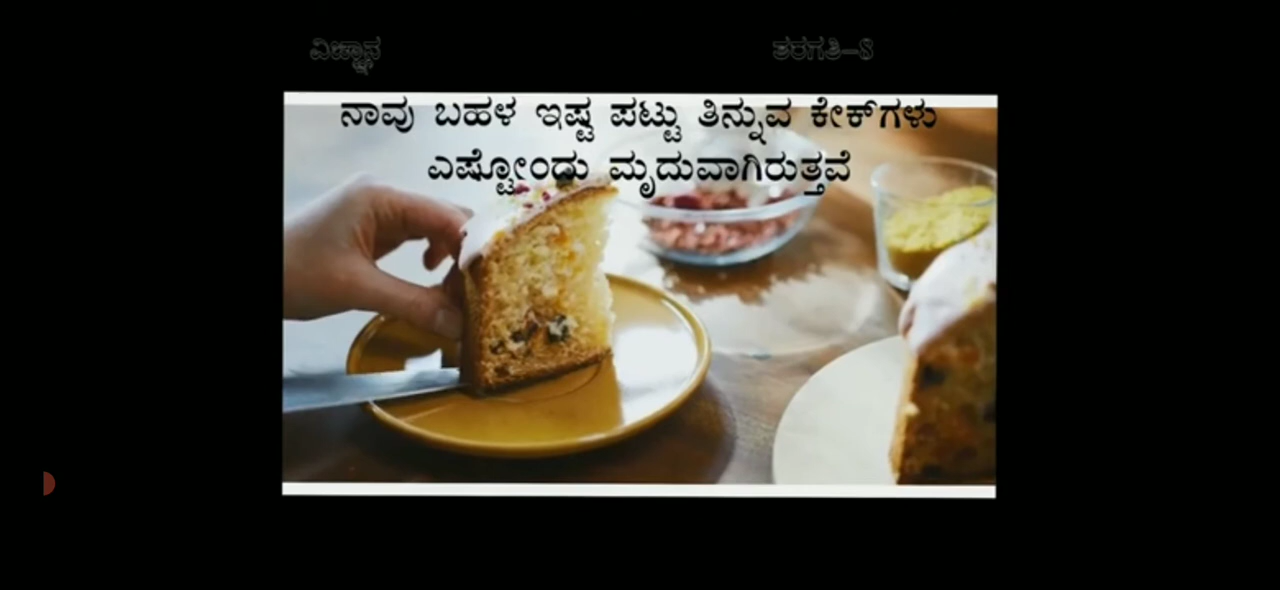 ವಿಜ್ಞಾನ ತರಗತಿ-8
ನಾವು ಬಹಳ ಇಷ್ಟ ಪಟ್ಟು ತಿನ್ನುವ ಕೇಕ್‌ಗಳು
ಎಷ್ಟೋಂದು ಮೃದುವಾಗಿರುತ್ತವೆ